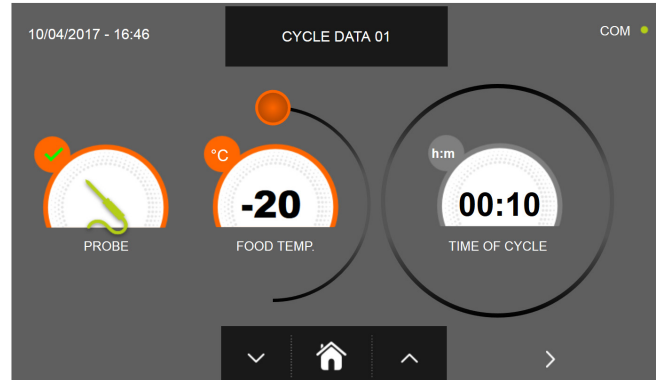 10/04/2017 - 16:46
CYCLE DATA 01
COM
°C
h:m
-20
00:10
PROBE
FOOD TEMP.
TIME OF CYCLE